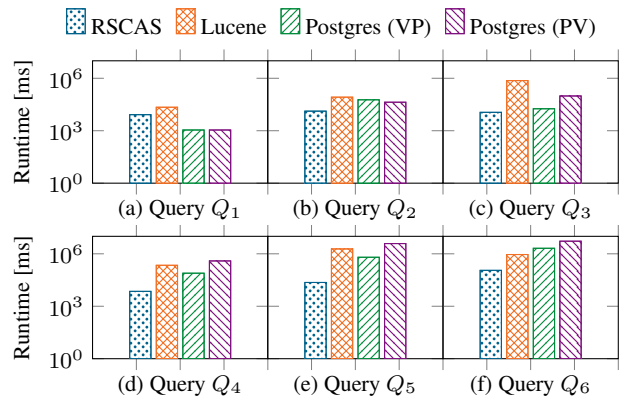 RSCAS Lucene Postgres (VP) Postgres (PV)
Runtime [ms]
10^6
10^3
10^0
(a) Query Q_1 (b) Query Q_2 (c) Query Q_3
Runtime [ms]
10^6
10^3
10^0
(d) Query Q_4 (e) Query Q_5 (f) Query Q_6